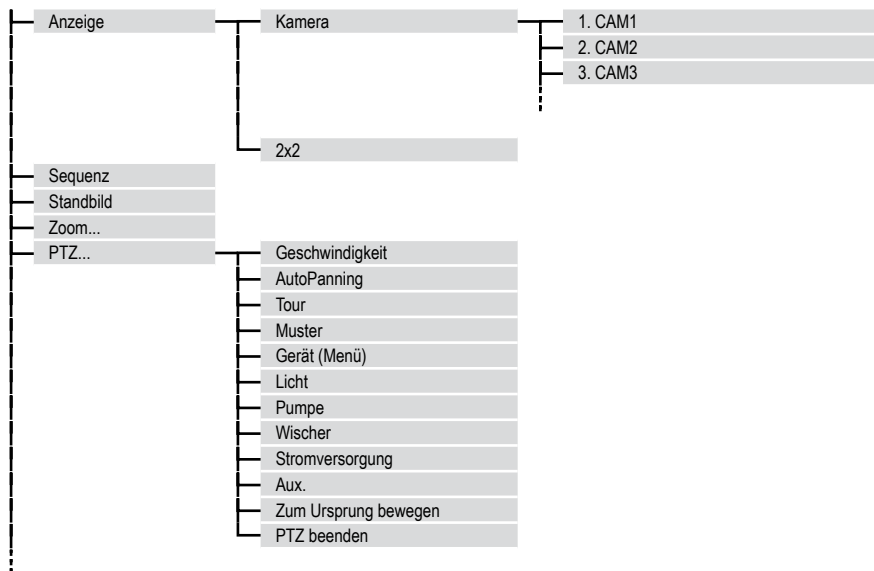 Anzeige
Kamera
1. CAM1
2. CAM2
3. CAM3
2x2
Sequenz
Standbild
Zoom...
PTZ...
Geschwindigkeit
AutoPanning
Tour
Muster
Gerät (Menü)
Licht
Pumpe
Wischer
Stromversorgung
Aux.
Zum Ursprung bewegen
PTZ beenden